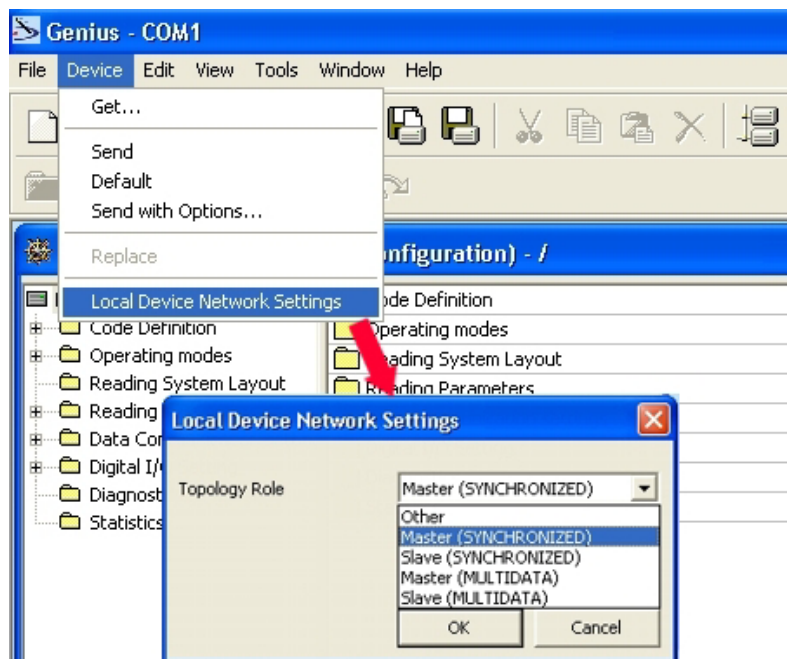 Genius - COM1
File Device Edit View Tools Window Help
Get...
Send
Default
Send with Options...
Replace
Local Device Network Settings
nfiguration) - /
ode Definition
Code Definition
Operating modes
Operating modes
ading System Layout
Reading System Layout
Reading Parameters
Reading
Data Cor
Digital I/
Diagnost
Statistics
Local Device Network Settings
Topology Role
Master (SYNCHRONIZED)
Other
Master (SYNCHRONIZED)
Slave (SYNCHRONIZED)
Master (MULTIDATA)
Slave (MULTIDATA)
OK Cancel